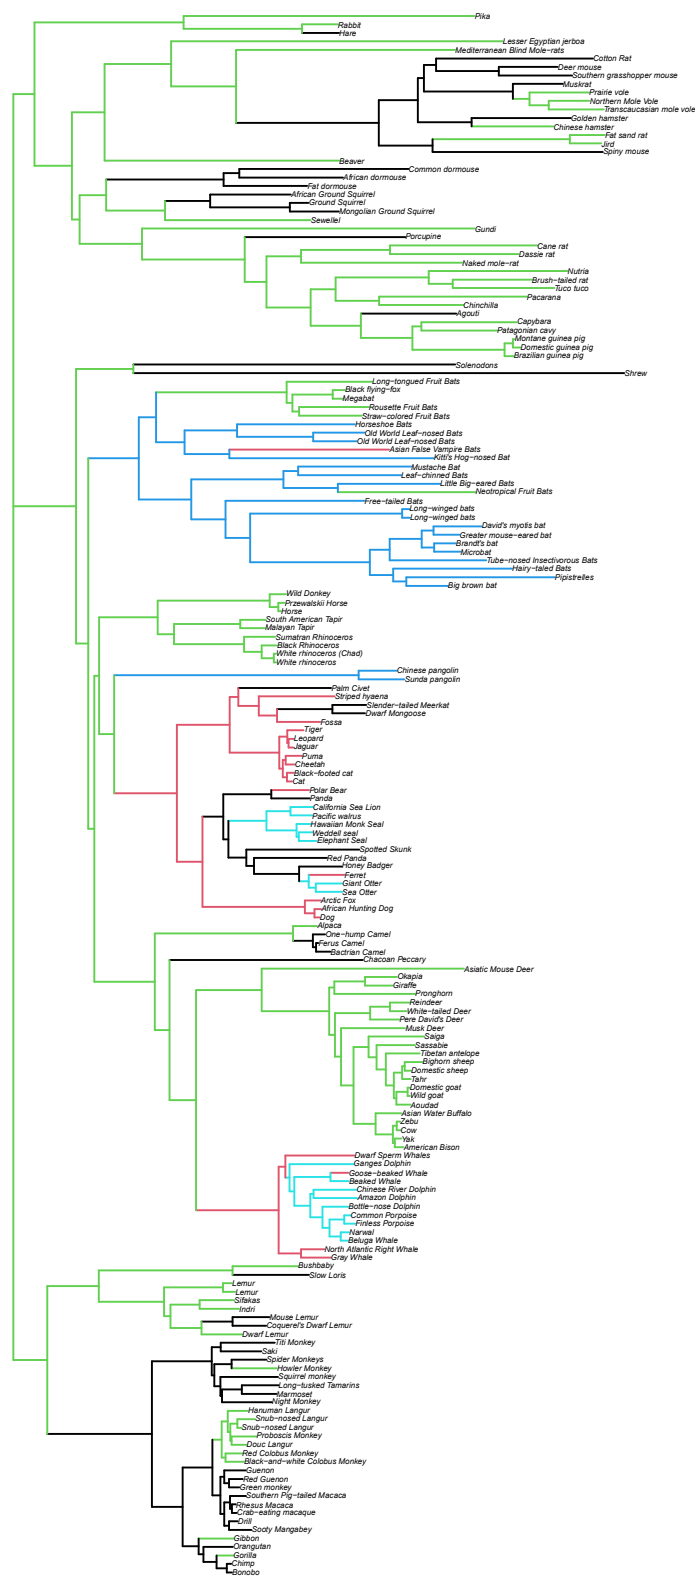 Pika
Rabbit
Hare
Lesser Egyptian jerboa
Mediterranean Blind Mole−rats
Cotton Rat
Deer mouse
Southern grasshopper mouse
Muskrat
Prairie vole
Northern Mole Vole
Transcaucasian mole vole
Golden hamster
Chinese hamster
Fat sand rat
Jird
Spiny mouse
Beaver
Common dormouse
African dormouse
Fat dormouse
African Ground Squirrel
Ground Squirrel
Mongolian Ground Squirrel
Sewellel
Gundi
Porcupine
Cane rat
Dassie rat
Naked mole−rat
Nutria
Brush−tailed rat
Tuco tuco
Pacarana
Chinchilla
Agouti
Capybara
Patagonian cavy
Montane guinea pig
Domestic guinea pig
Brazilian guinea pig
Solenodons
Shrew
Long−tongued Fruit Bats
Black flying−fox
Megabat
Rousette Fruit Bats
Straw−colored Fruit Bats
Horseshoe Bats
Old World Leaf−nosed Bats
Old World Leaf−nosed Bats
Asian False Vampire Bats
Kitti's Hog−nosed Bat
Mustache Bat
Leaf−chinned Bats
Little Big−eared Bats
Neotropical Fruit Bats
Free−tailed Bats
Long−winged bats
Long−winged bats
David's myotis bat
Greater mouse−eared bat
Brandt's bat
Microbat
Tube−nosed Insectivorous Bats
Hairy−taled Bats
Pipistrelles
Big brown bat
Wild Donkey
Przewalskii Horse
Horse
South American Tapir
Malayan Tapir
Sumatran Rhinoceros
Black Rhinoceros
White rhinoceros (Chad)
White rhinoceros
Chinese pangolin
Sunda pangolin
Palm Civet
Striped hyaena
Slender−tailed Meerkat
Dwarf Mongoose
Fossa
Tiger
Leopard
Jaguar
Puma
Cheetah
Black−footed cat
Cat
Polar Bear
Panda
California Sea Lion
Pacific walrus
Hawaiian Monk Seal
Weddell seal
Elephant Seal
Spotted Skunk
Red Panda
Honey Badger
Ferret
Giant Otter
Sea Otter
Arctic Fox
African Hunting Dog
Dog
Alpaca
One−hump Camel
Ferus Camel
Bactrian Camel
Chacoan Peccary
Asiatic Mouse Deer
Okapia
Giraffe
Pronghorn
Reindeer
White−tailed Deer
Pere David's Deer
Musk Deer
Saiga
Sassabie
Tibetan antelope
Bighorn sheep
Domestic sheep
Tahr
Domestic goat
Wild goat
Aoudad
Asian Water Buffalo
Zebu
Cow
Yak
American Bison
Dwarf Sperm Whales
Ganges Dolphin
Goose−beaked Whale
Beaked Whale
Chinese River Dolphin
Amazon Dolphin
Bottle−nose Dolphin
Common Porpoise
Finless Porpoise
Narwal
Beluga Whale
North Atlantic Right Whale
Gray Whale
Bushbaby
Slow Loris
Lemur
Lemur
Sifakas
Indri
Mouse Lemur
Coquerel's Dwarf Lemur
Dwarf Lemur
Titi Monkey
Saki
Spider Monkeys
Howler Monkey
Squirrel monkey
Long−tusked Tamarins
Marmoset
Night Monkey
Hanuman Langur
Snub−nosed Langur
Snub−nosed Langur
Proboscis Monkey
Douc Langur
Red Colobus Monkey
Black−and−white Colobus Monkey
Guenon
Red Guenon
Green monkey
Southern Pig−tailed Macaca
Rhesus Macaca
Crab−eating macaque
Drill
Sooty Mangabey
Gibbon
Orangutan
Gorilla
Chimp
Bonobo